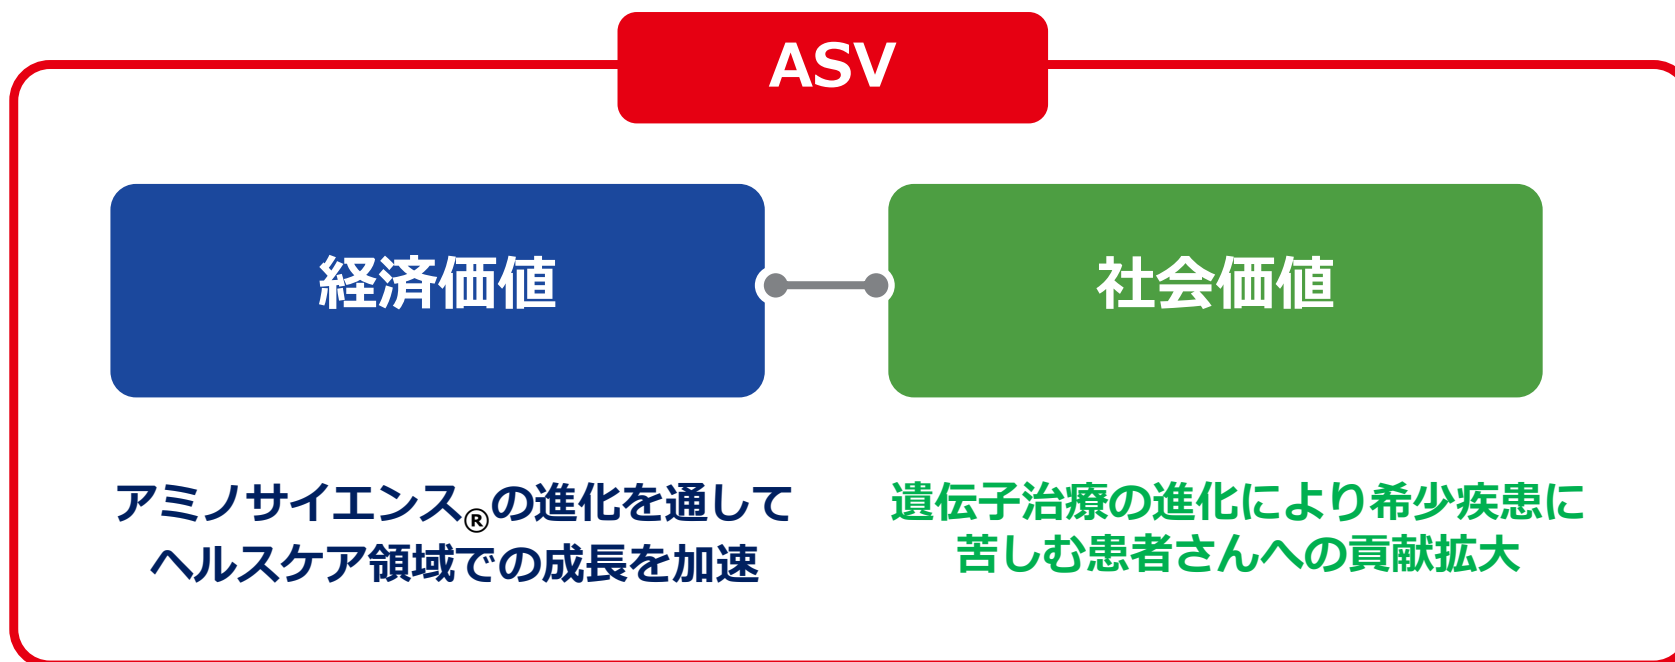 ASV
経済価値
社会価値
アミノサイエンス®の進化を通して
ヘルスケア領域での成長を加速
遺伝子治療の進化により希少疾患に
苦しむ患者さんへの貢献拡大